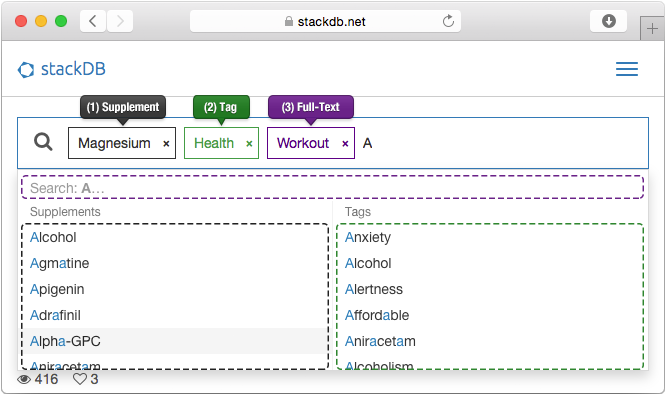 stackdb.net
stackDB
(1) Supplement (2) Tag (3) Full-Text
Magnesium × Health × Workout × A
Search: A...
Supplements Tags
Alcohol Anxiety
Agmatine Alcohol
Apigenin Alertness
Adrafinil Affordable
Alpha-GPC Aniracetam
Aniracetam Alcoholism
416 3